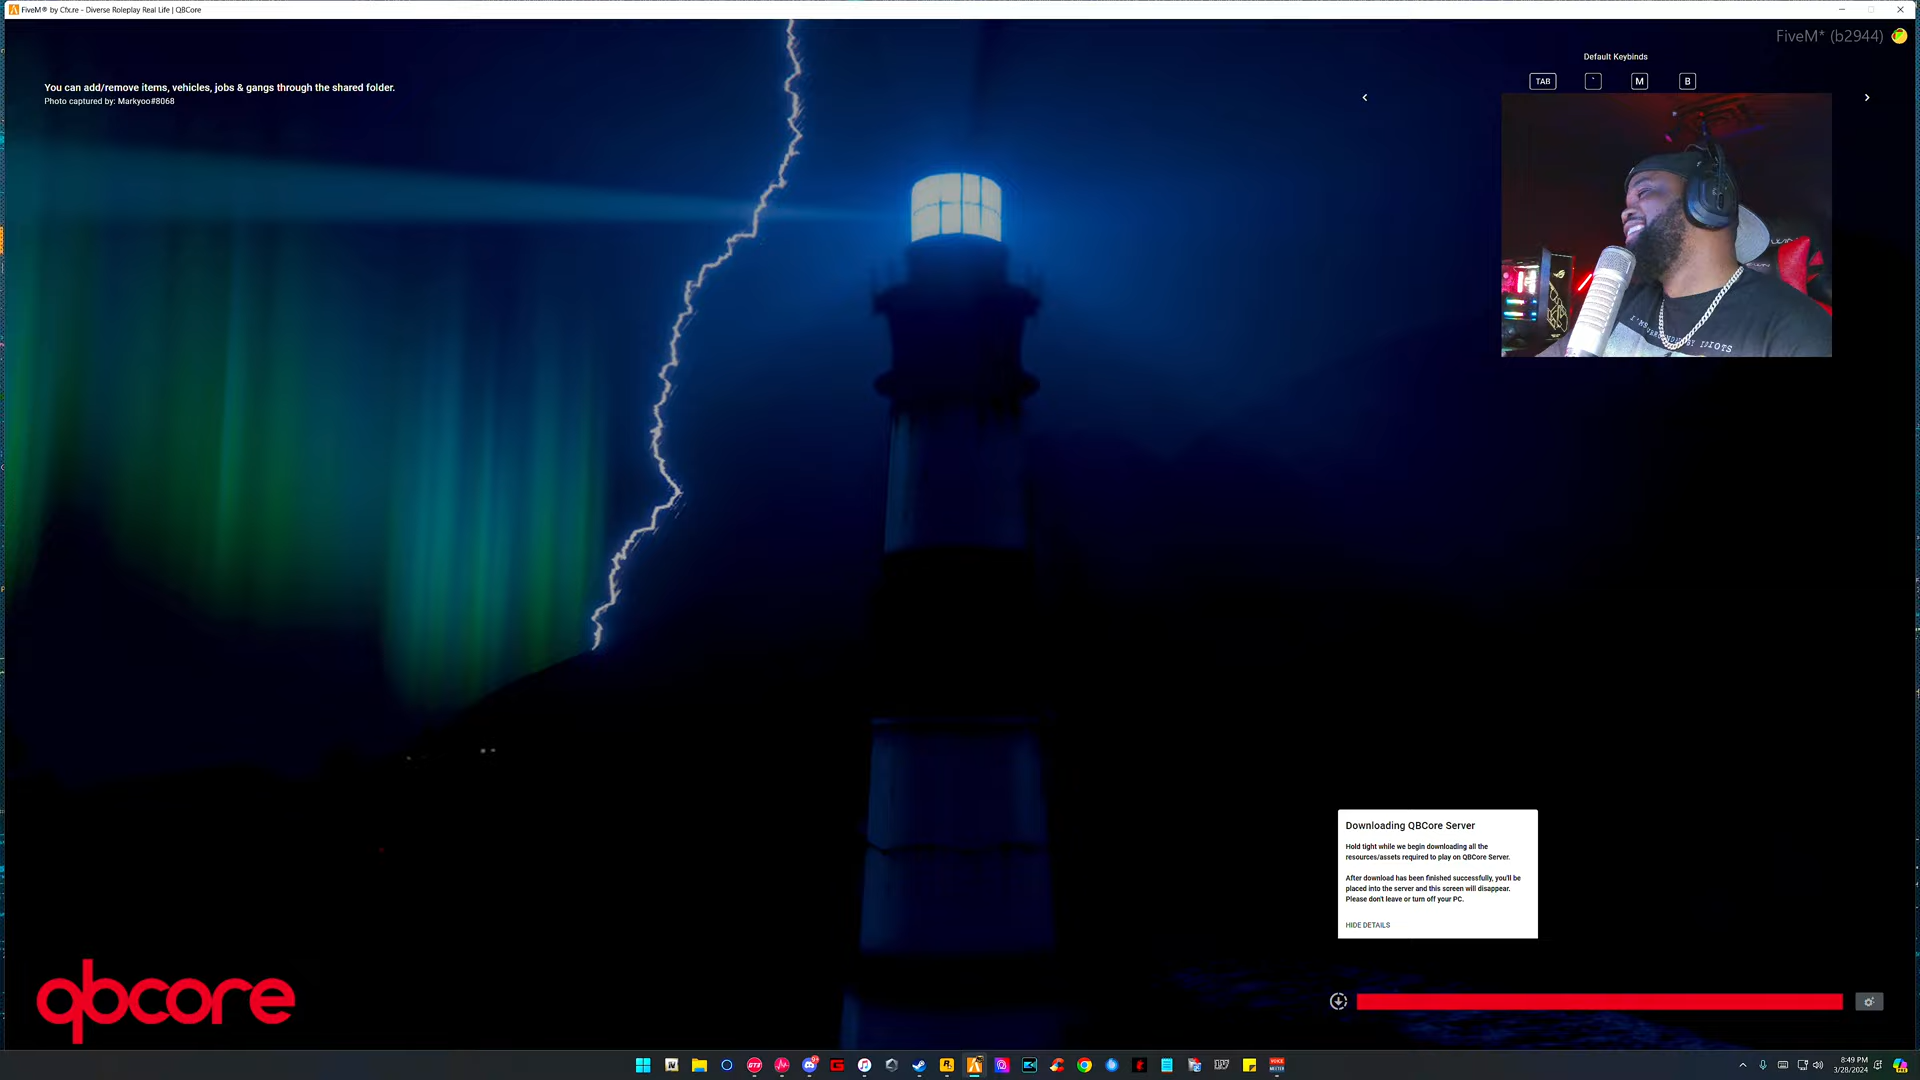 FiveM® by Cfx.re - Diverse Roleplay Real Life | QBCore
FiveM* (b2944)
Default Keybinds
TAB ` M B
You can add/remove items, vehicles, jobs & gangs through the shared folder.
Photo captured by: Markyoo#8068
IDIOTS
Downloading QBCore Server
Hold tight while we begin downloading all the
resources/assets required to play on QBCore Server.
After download has been finished successfully, you'll be
placed into the server and this screen will disappear.
Please don't leave or turn off your PC.
HIDE DETAILS
qbcore
8:49 PM
3/28/2024